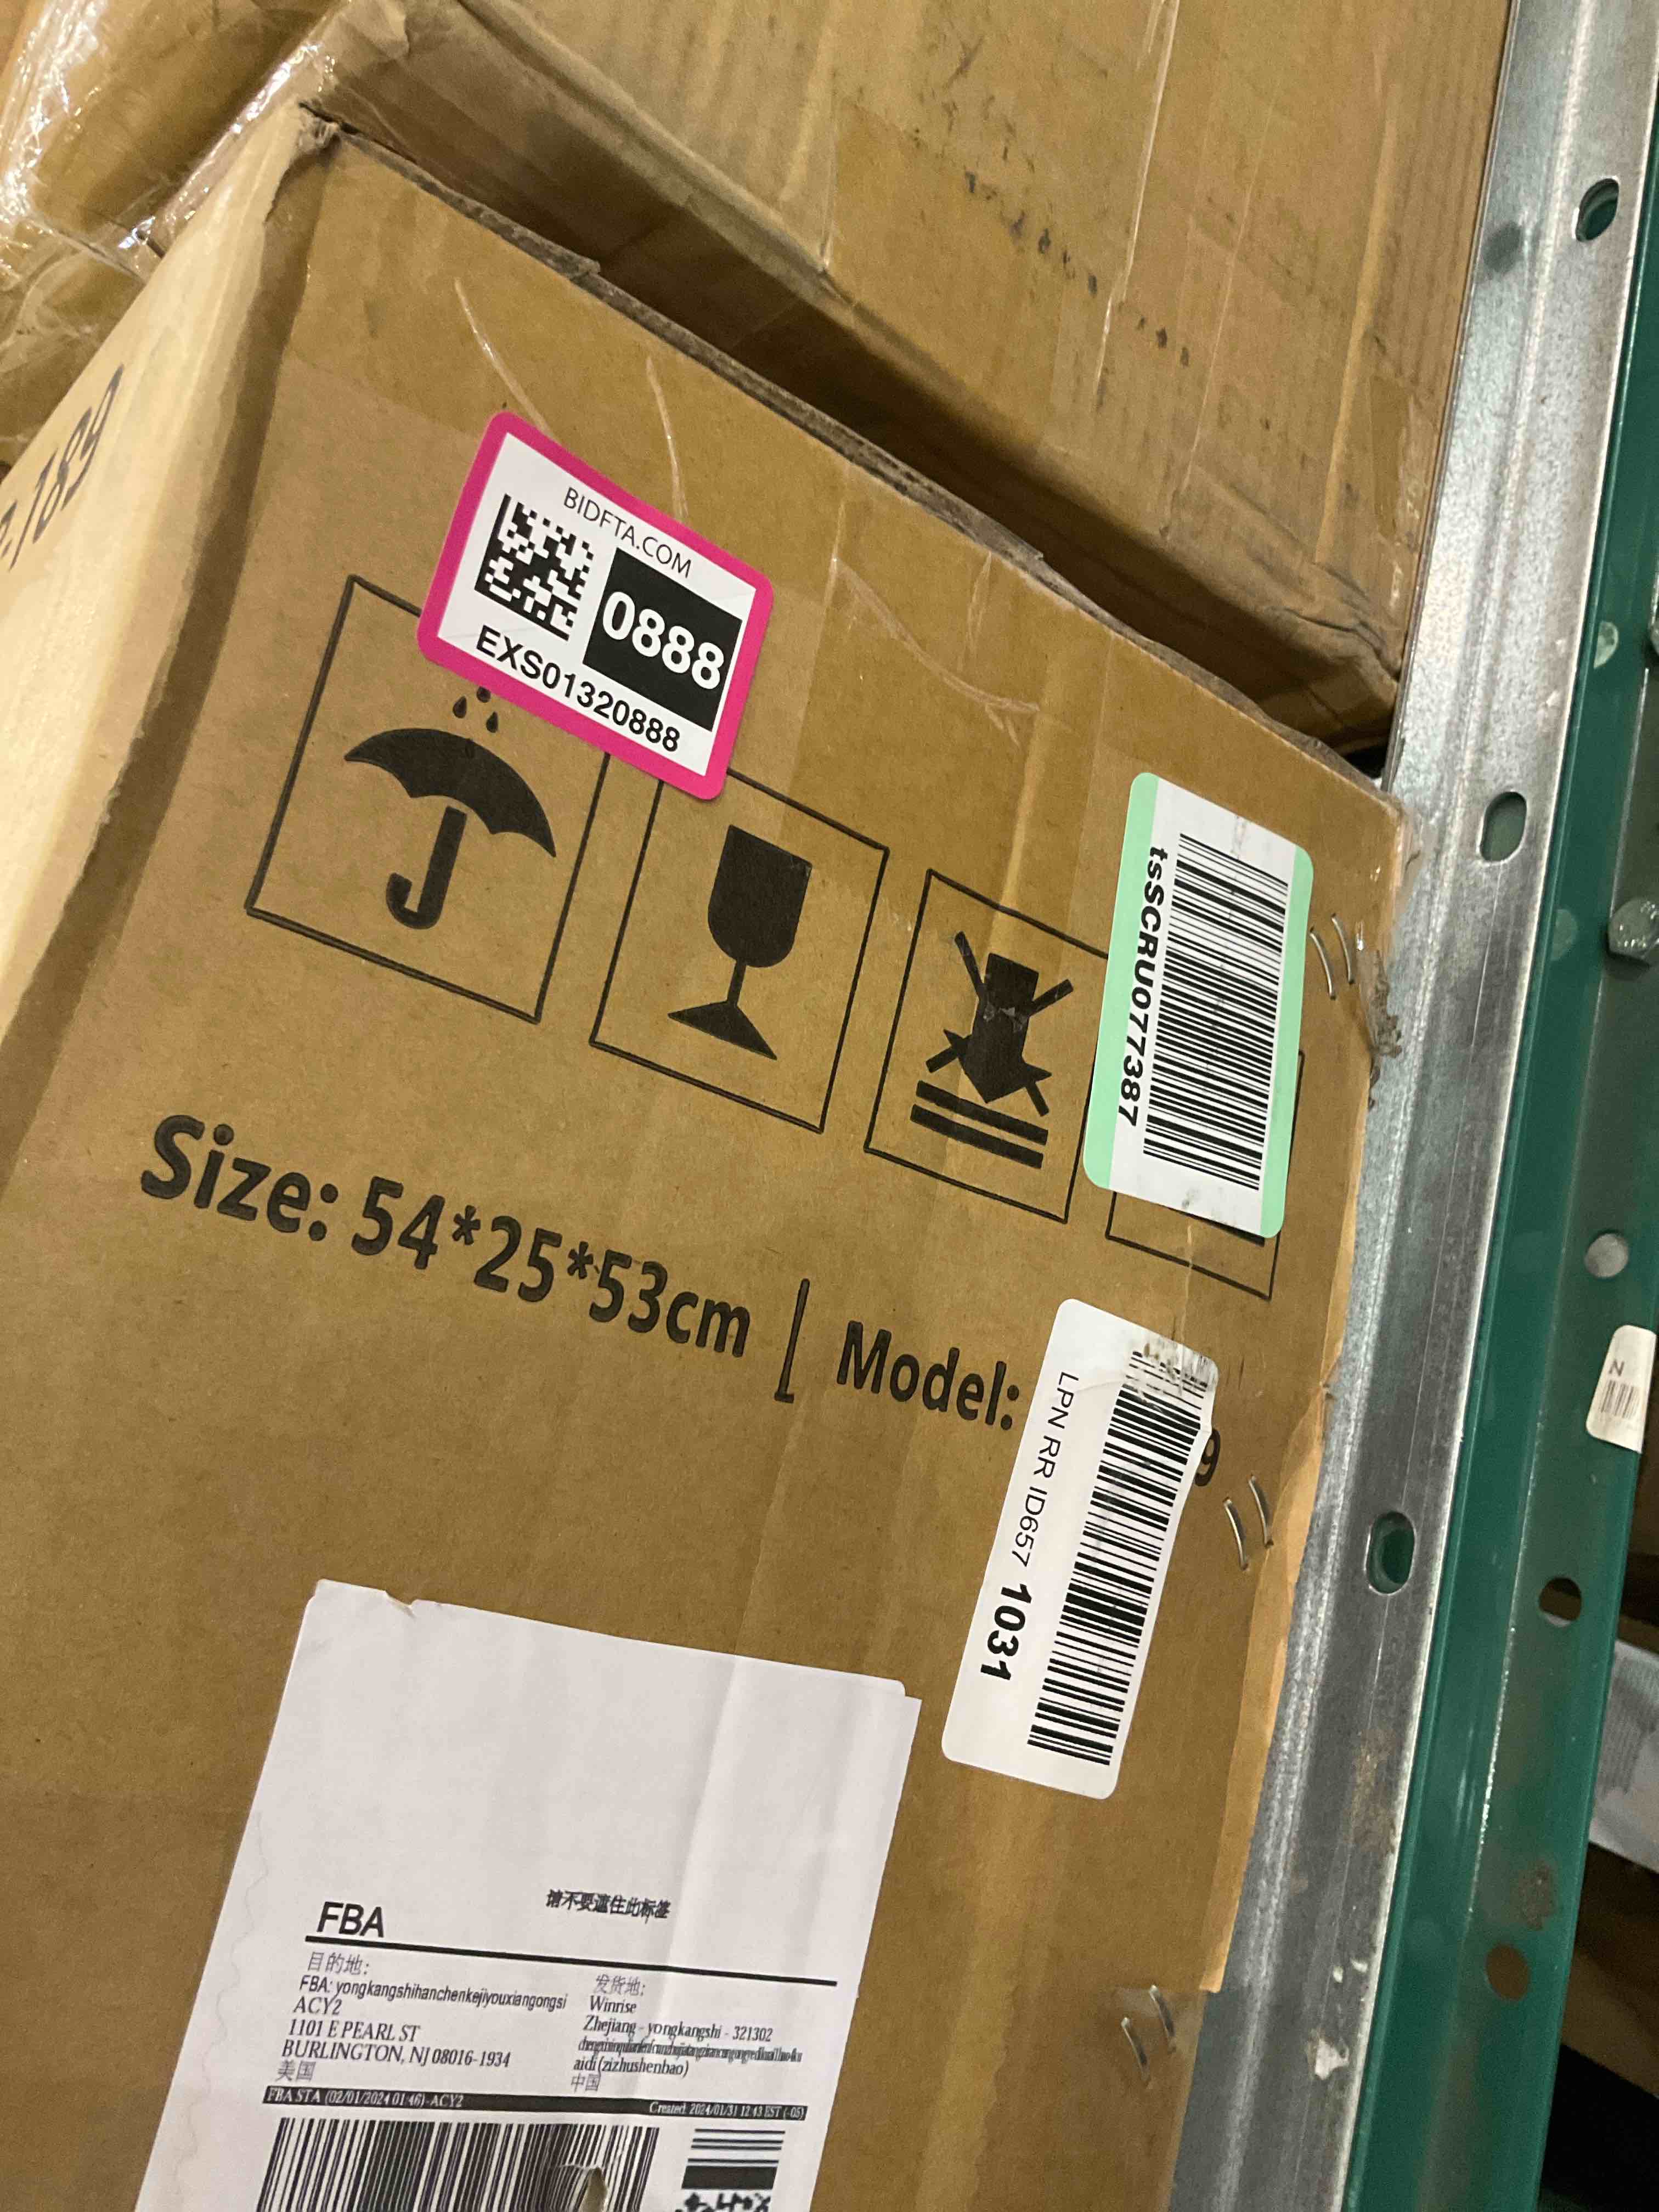 BIDFTA.COM
0888
EXS01320888
tsSCRU077387
Size: 54*25*53cm | Model:
9
LPN RR ID657 1031
N
请不要遮住此标签
FBA
目的地:
FBA: yongkangshihanchenkejiyouxiangongsi
ACY2
1101 E PEARL ST
BURLINGTON, NJ 08016-1934
美国
发货地:
Winrise
Zhejiang - yongkangshi - 321302
aidi (zizhushenbao)
中国
FBA STA (02/01/2024 01:46)-ACY2
Created: 2024/01/31 12:43 EST (-05)